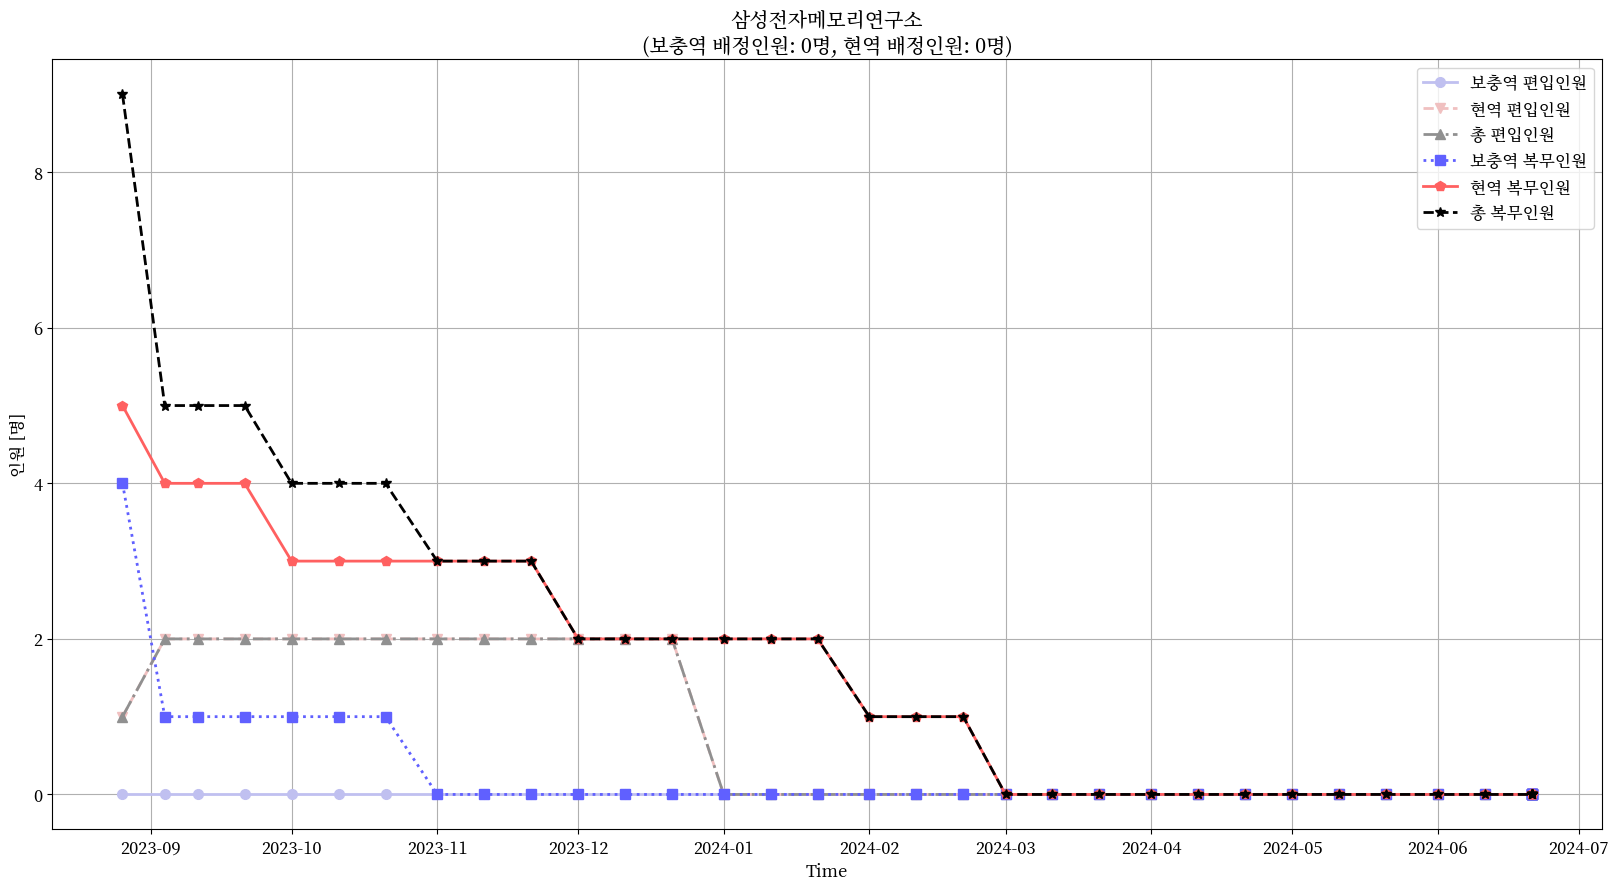 삼성전자메모리연구소
(보충역 배정인원: 0명, 현역 배정인원: 0명)
보충역 편입인원
현역 편입인원
총 편입인원
보충역 복무인원
현역 복무인원
총 복무인원
인원 [명]
8
6
4
2
0
2023-09 2023-10 2023-11 2023-12 2024-01 2024-02 2024-03 2024-04 2024-05 2024-06 2024-07
Time